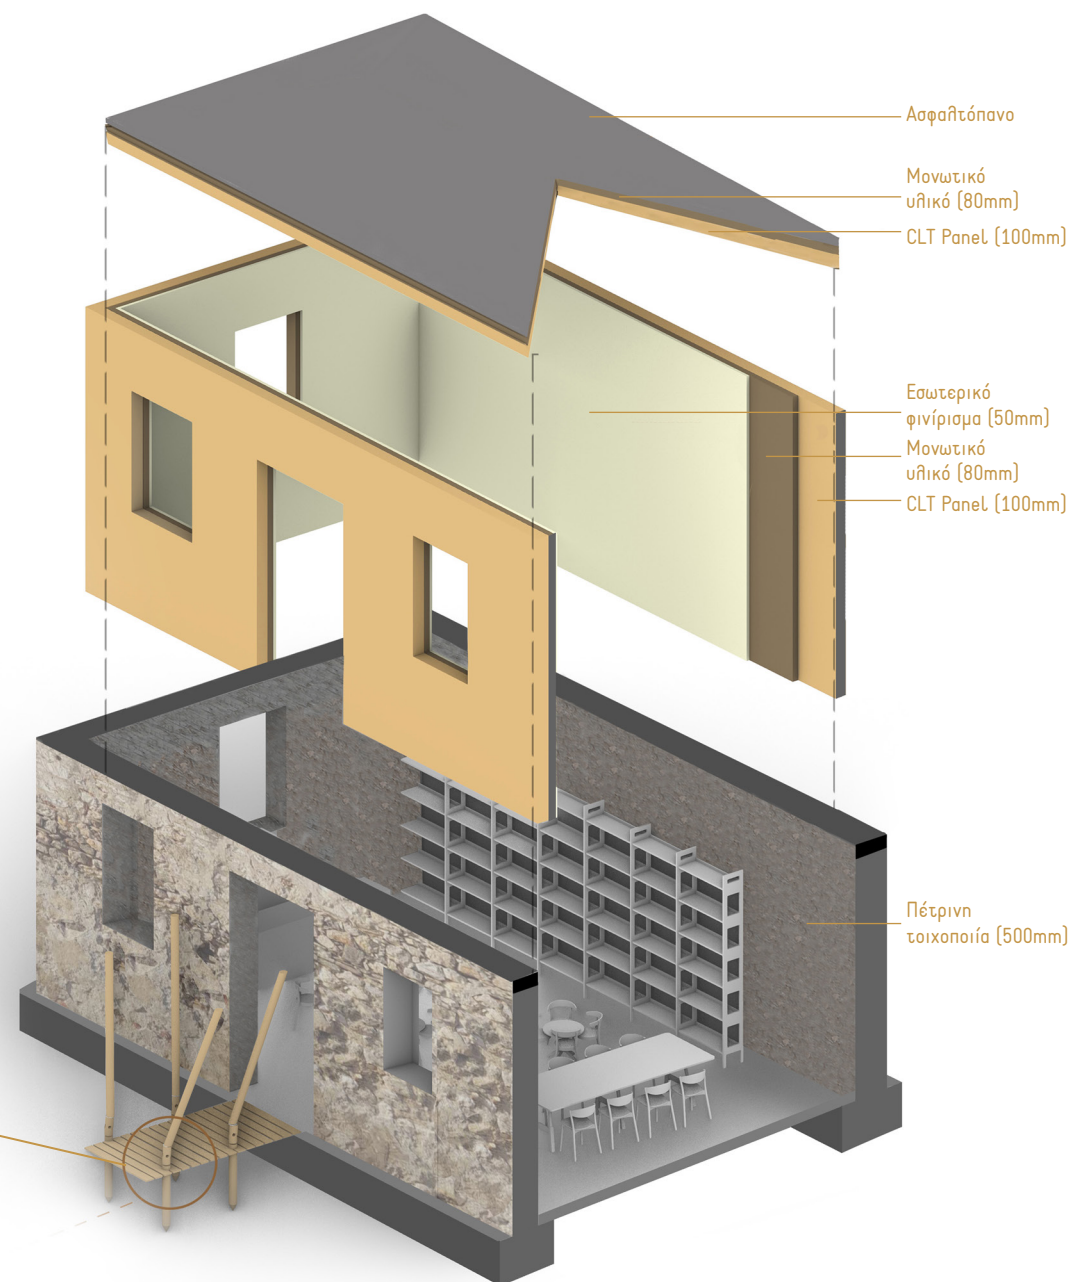 Ασφαλτόπανο
Μονωτικό
υλικό (80mm)
CLT Panel (100mm)
Εσωτερικό
φινίρισμα (50mm)
Μονωτικό
υλικό (80mm)
CLT Panel (100mm)
Πέτρινη
τοιχοποιία (500mm)